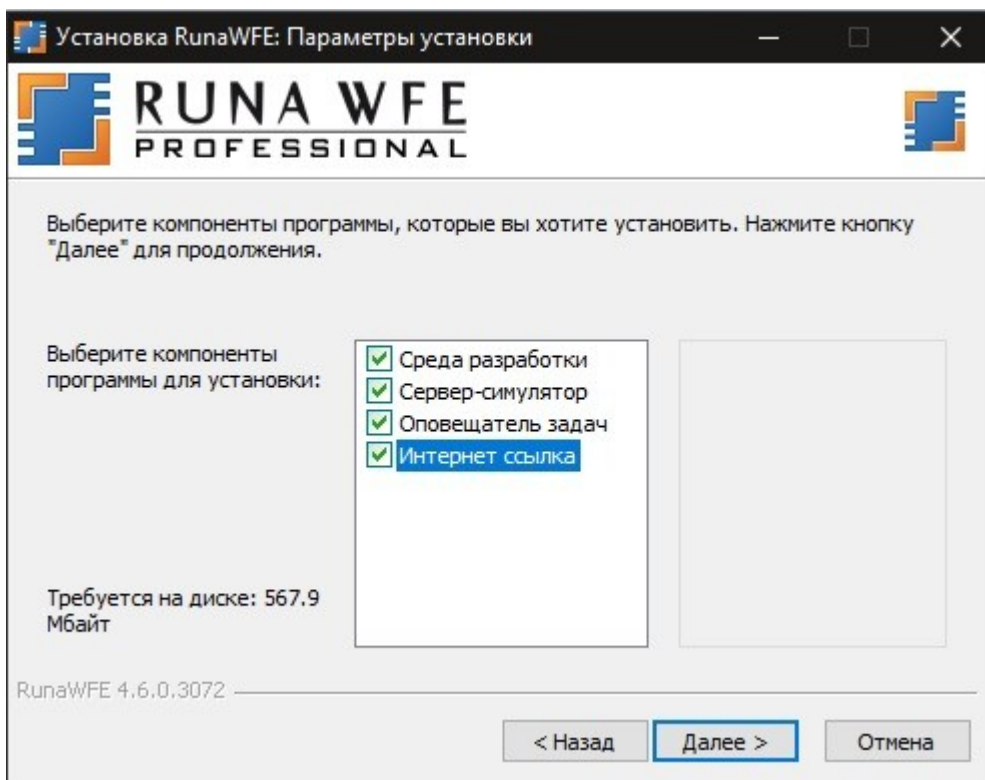 Установка RunaWFE: Параметры установки
RUNA WFE
PROFESSIONAL
Выберите компоненты программы, которые вы хотите установить. Нажмите кнопку
"Далее" для продолжения.
Выберите компоненты
программы для установки:
Среда разработки
Сервер-симулятор
Оповещатель задач
Интернет ссылка
Требуется на диске: 567.9
Мбайт
RunaWFE 4.6.0.3072
< Назад
Далее >
Отмена